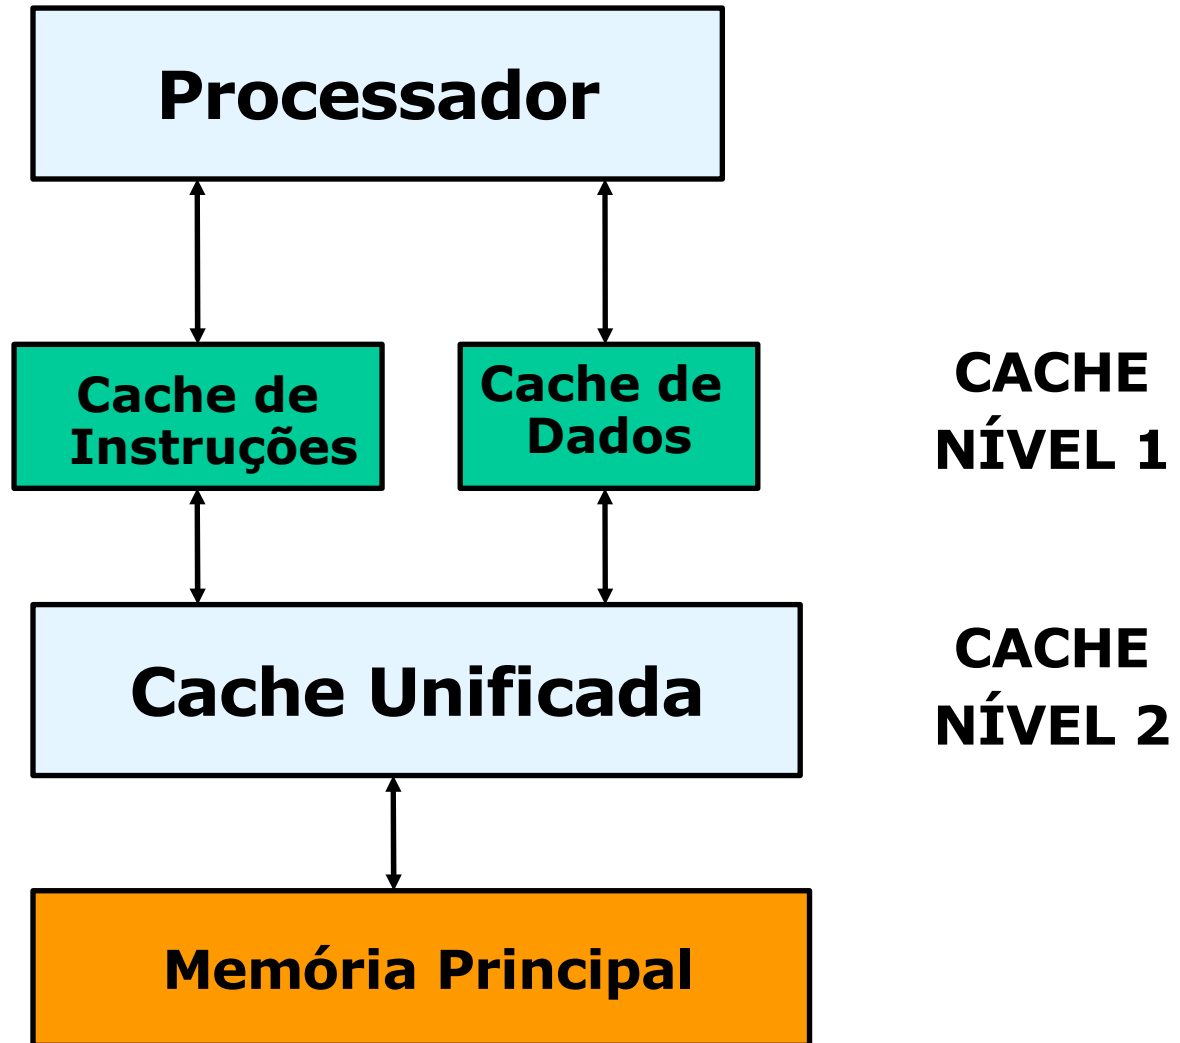 Processador
Cache de
Instruções
Cache de
Dados
CACHE
NÍVEL 1
Cache Unificada
CACHE
NÍVEL 2
Memória Principal